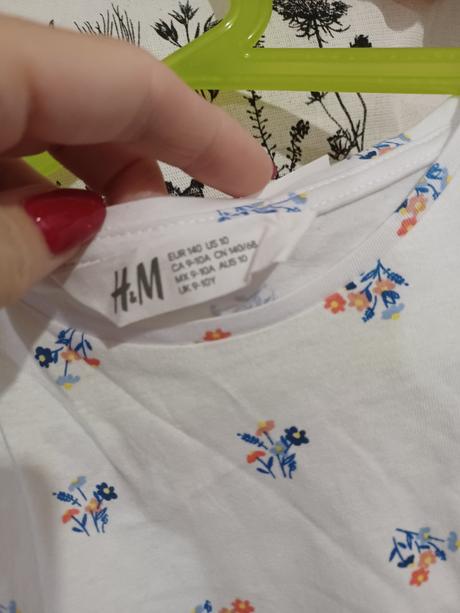 H&M
EUR 140 US 10
CA 9-10A CN 140/68
MX 9-10A AUS 10
UK 9-10Y